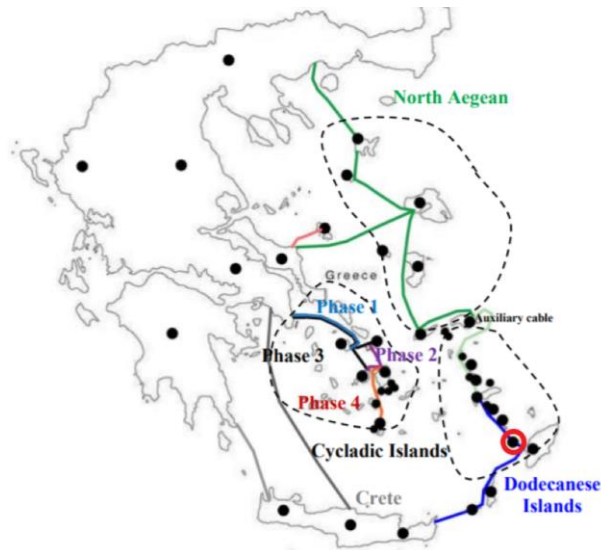 North Aegean
Greece
Phase 1
Auxiliary cable
Phase 3
Phase 2
Phase 4
Cycladic Islands
Dodecanese
Islands
Crete